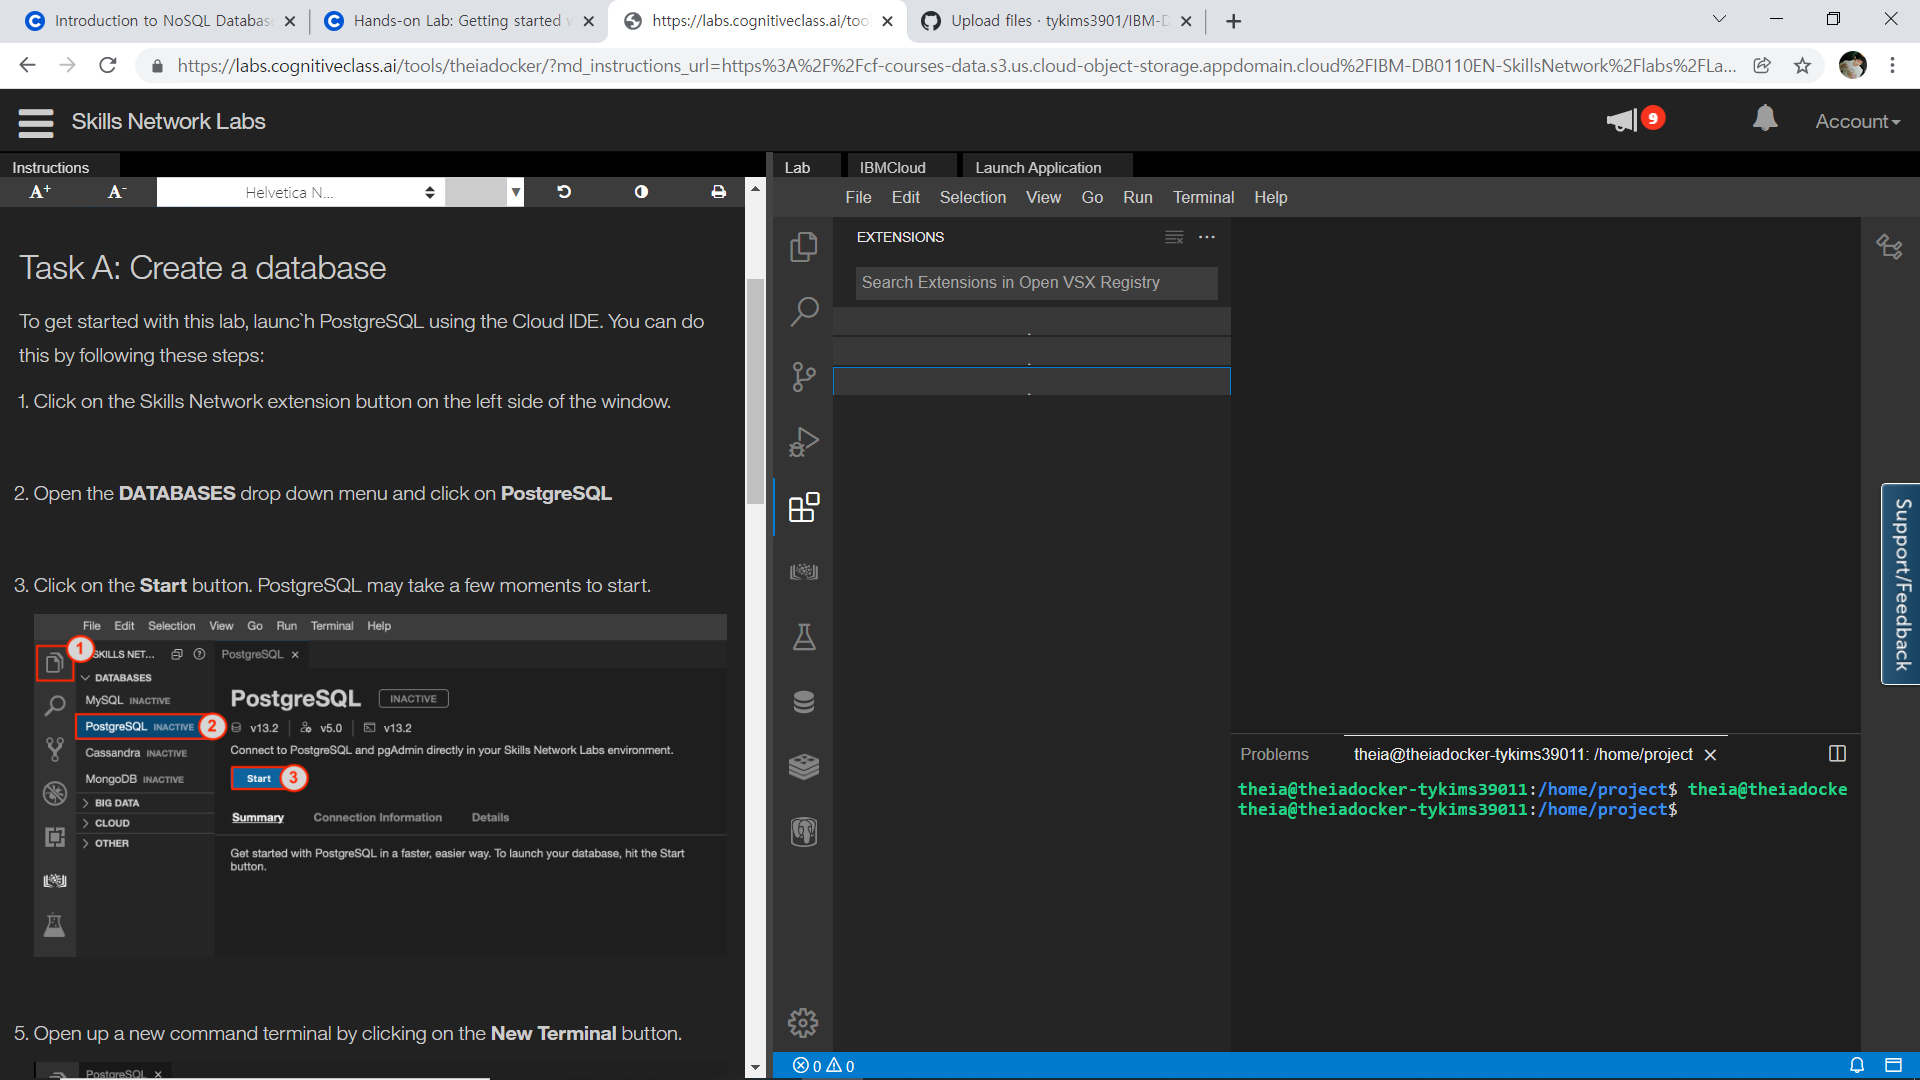 Introduction to NoSQL Databas
Hands-on Lab: Getting started w
https://labs.cognitiveclass.ai/tool
Upload files · tykims3901/IBM-D
https://labs.cognitiveclass.ai/tools/theiadocker/?md_instructions_url=https%3A%2F%2Fcf-courses-data.s3.us.cloud-object-storage.appdomain.cloud%2FIBM-DB0110EN-SkillsNetwork%2Flabs%2FLa...
Skills Network Labs
9
Account
Instructions
A+
A-
Helvetica N...
Task A: Create a database
To get started with this lab, launc`h PostgreSQL using the Cloud IDE. You can do
this by following these steps:
1. Click on the Skills Network extension button on the left side of the window.
2. Open the DATABASES drop down menu and click on PostgreSQL
3. Click on the Start button. PostgreSQL may take a few moments to start.
File Edit Selection View Go Run Terminal Help
1
SKILLS NET...
PostgreSQL
DATABASES
MySQL INACTIVE
PostgreSQL INACTIVE
2
Cassandra INACTIVE
MongoDB INACTIVE
BIG DATA
CLOUD
OTHER
PostgreSQL INACTIVE
v13.2 v5.0 v13.2
Connect to PostgreSQL and pgAdmin directly in your Skills Network Labs environment.
Start
3
Summary Connection Information Details
Get started with PostgreSQL in a faster, easier way. To launch your database, hit the Start
button.
5. Open up a new command terminal by clicking on the New Terminal button.
PostgreSQL
Lab
IBMCloud
Launch Application
File Edit Selection View Go Run Terminal Help
EXTENSIONS
Search Extensions in Open VSX Registry
Problems
theia@theiadocker-tykims39011: /home/project
theia@theiadocker-tykims39011:/home/project$ theia@theiadocke
theia@theiadocker-tykims39011:/home/project$
Support/Feedback
0 0